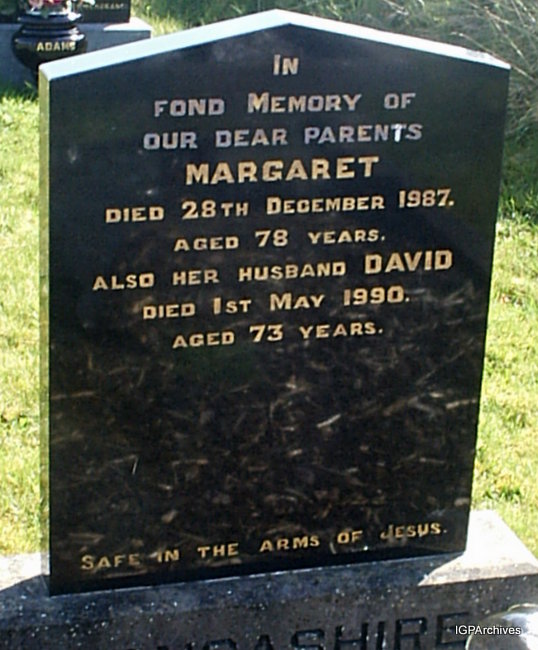 ADAMS
IN
FOND MEMORY OF
OUR DEAR PARENTS
MARGARET
DIED 28TH DECEMBER 1987.
AGED 78 YEARS.
ALSO HER HUSBAND DAVID
DIED 1ST MAY 1990.
AGED 73 YEARS.
SAFE IN THE ARMS OF JESUS.
IGPArchives